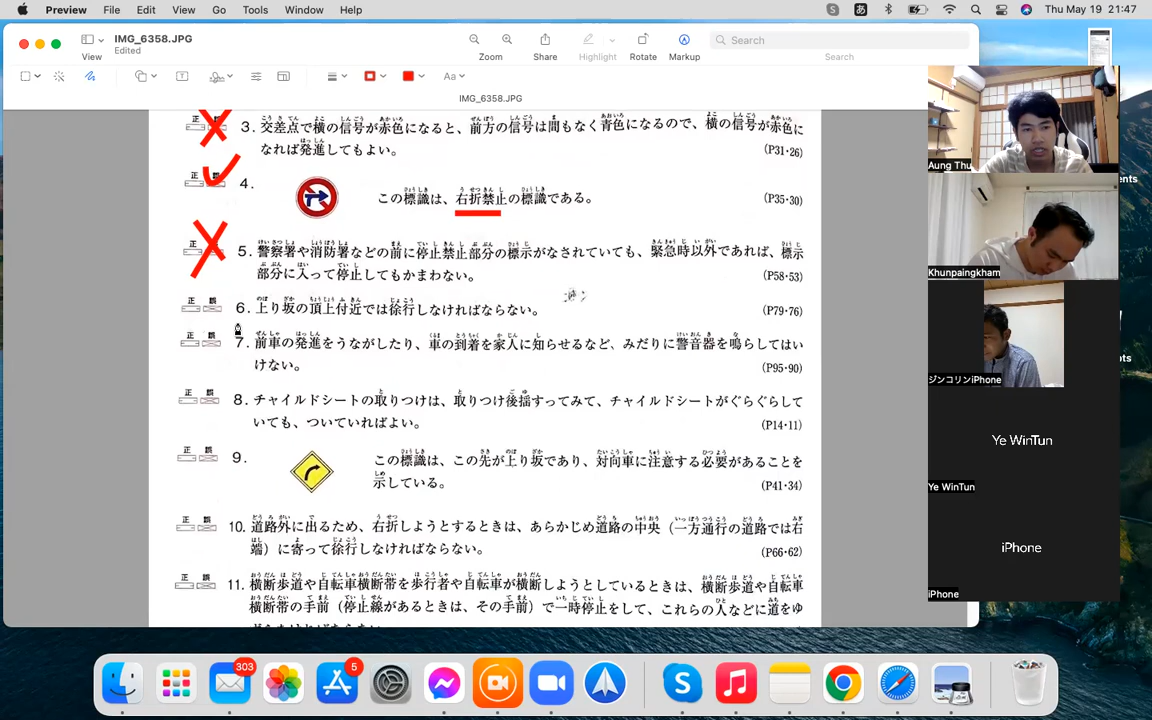 Preview File Edit View Go Tools Window Help
あ
Thu May 19 21:47
IMG_6358.JPG
Edited
View
Zoom
Share
Highlight
Rotate
Markup
Search
Search
Aa
IMG_6358.JPG
正 誤 3. 交差点で横の信号が赤色になると、前方の信号は間もなく青色になるので、横の信号が赤色に
なれば発進してもよい。 (P31・26)
正 誤 4. この標識は、右折禁止の標識である。 (P35・30)
正 誤 5. 警察署や消防署などの前に停止禁止部分の標示がなされていても、緊急時以外であれば、標示
部分に入って停止してもかまわない。 (P58・53)
正 誤 6. 上り坂の頂上付近では徐行しなければならない。 (P79・76)
正 誤 7. 前車の発進をうながしたり、車の到着を家人に知らせるなど、みだりに警音器を鳴らしてはい
けない。 (P95・90)
正 誤 8. チャイルドシートの取りつけは、取りつけ後揺すってみて、チャイルドシートがぐらぐらして
いても、ついていればよい。 (P14・11)
正 誤 9. この標識は、この先が上り坂であり、対向車に注意する必要があることを
示している。 (P41・34)
正 誤 10. 道路外に出るため、右折しようとするときは、あらかじめ道路の中央（一方通行の道路では右
端）に寄って徐行しなければならない。 (P66・62)
正 誤 11. 横断歩道や自転車横断帯を歩行者や自転車が横断しようとしているときは、横断歩道や自転車
横断帯の手前（停止線があるときは、その手前）で一時停止をして、これらの人などに道をゆ
Aung Thu
Khunpaingkham
ジンコリンiPhone
Ye WinTun
Ye WinTun
iPhone
iPhone
303
5